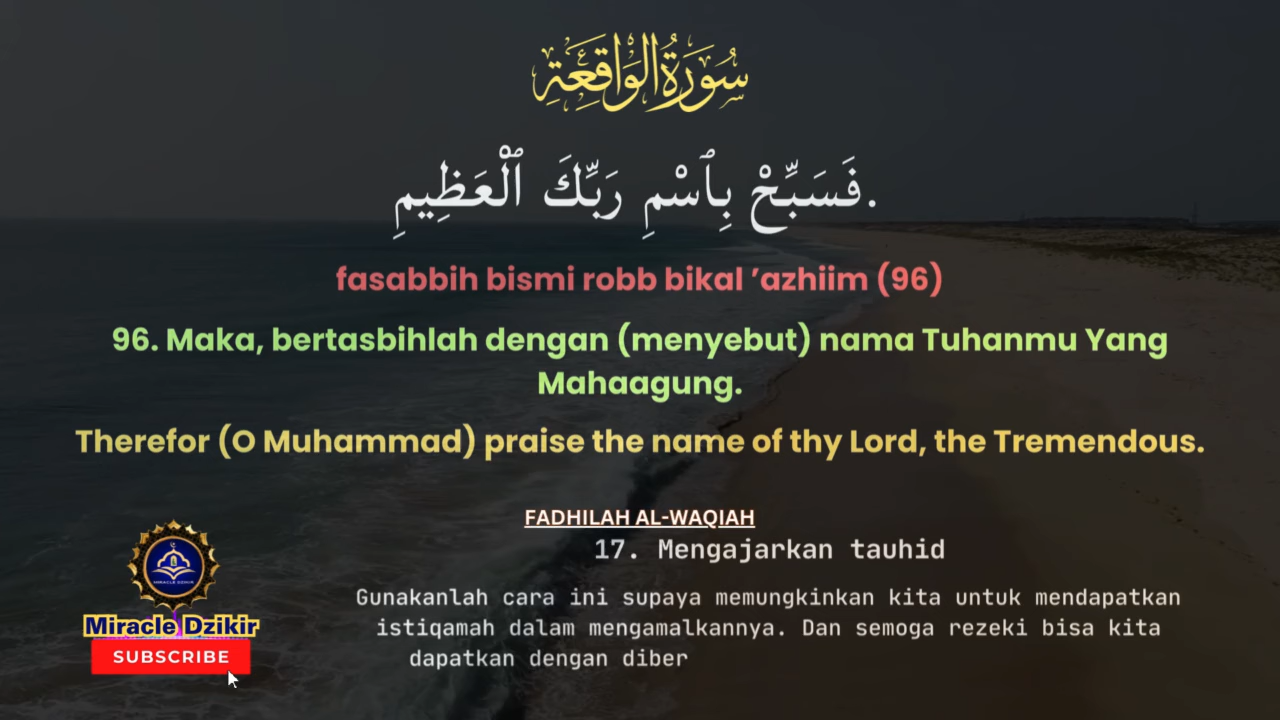 سُورَةُ الوَاقِعَةِ
فَسَبِّحْ بِٱسْمِ رَبِّكَ ٱلْعَظِيمِ.
fasabbih bismi robb bikal ’azhiim (96)
96. Maka, bertasbihlah dengan (menyebut) nama Tuhanmu Yang
Mahaagung.
Therefor (O Muhammad) praise the name of thy Lord, the Tremendous.
FADHILAH AL-WAQIAH
17. Mengajarkan tauhid
Gunakanlah cara ini supaya memungkinkan kita untuk mendapatkan
istiqamah dalam mengamalkannya. Dan semoga rezeki bisa kita
dapatkan dengan diber
MIRACLE DZIKIR
Miracle Dzikir
SUBSCRIBE